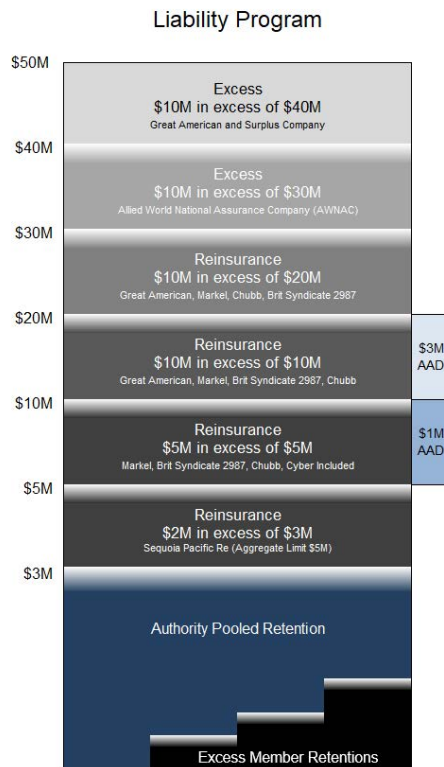 Liability Program
$50M
Excess
$10M in excess of $40M
Great American and Surplus Company
$40M
Excess
$10M in excess of $30M
Allied World National Assurance Company (AWNAC)
$30M
Reinsurance
$10M in excess of $20M
Great American, Markel, Chubb, Brit Syndicate 2987
$20M
Reinsurance
$10M in excess of $10M
Great American, Markel, Brit Syndicate 2987, Chubb
$3M
AAD
$10M
Reinsurance
$5M in excess of $5M
Markel, Brit Syndicate 2987, Chubb, Cyber Included
$1M
AAD
$5M
Reinsurance
$2M in excess of $3M
Sequoia Pacific Re (Aggregate Limit $5M)
$3M
Authority Pooled Retention
Excess Member Retentions